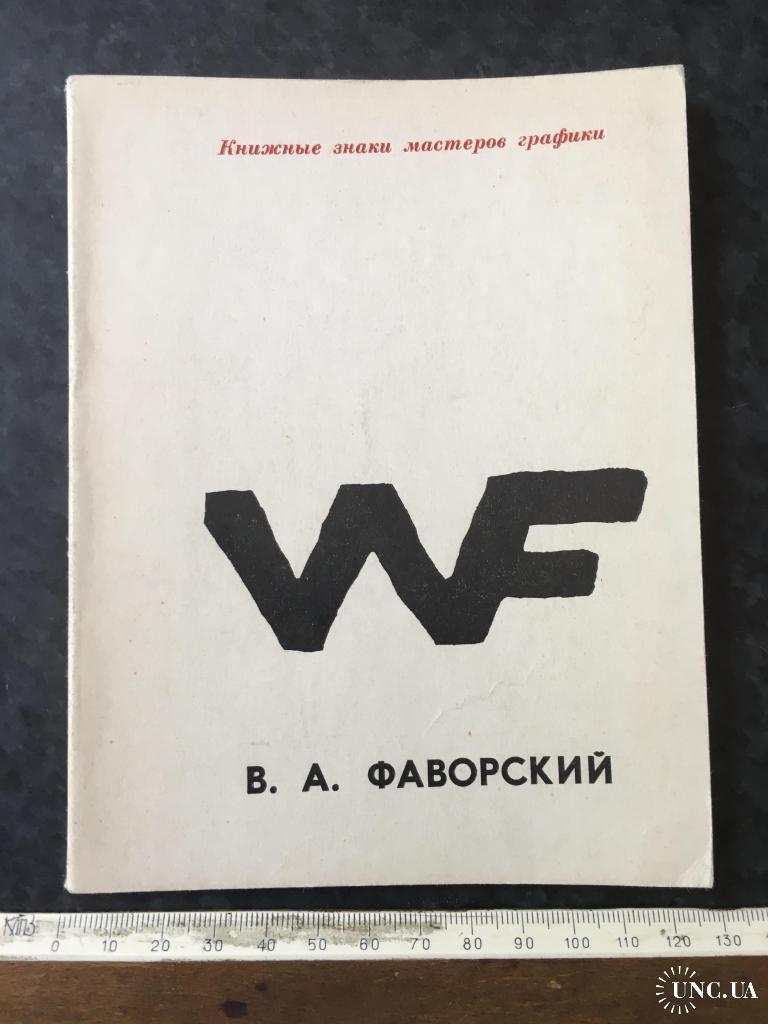 Книжные знаки мастеров графики
WF
В. А. ФАВОРСКИЙ
КПЗ 0 10 20 30 40 50 60 70 80 90 100 110 120 130
UNC.UA